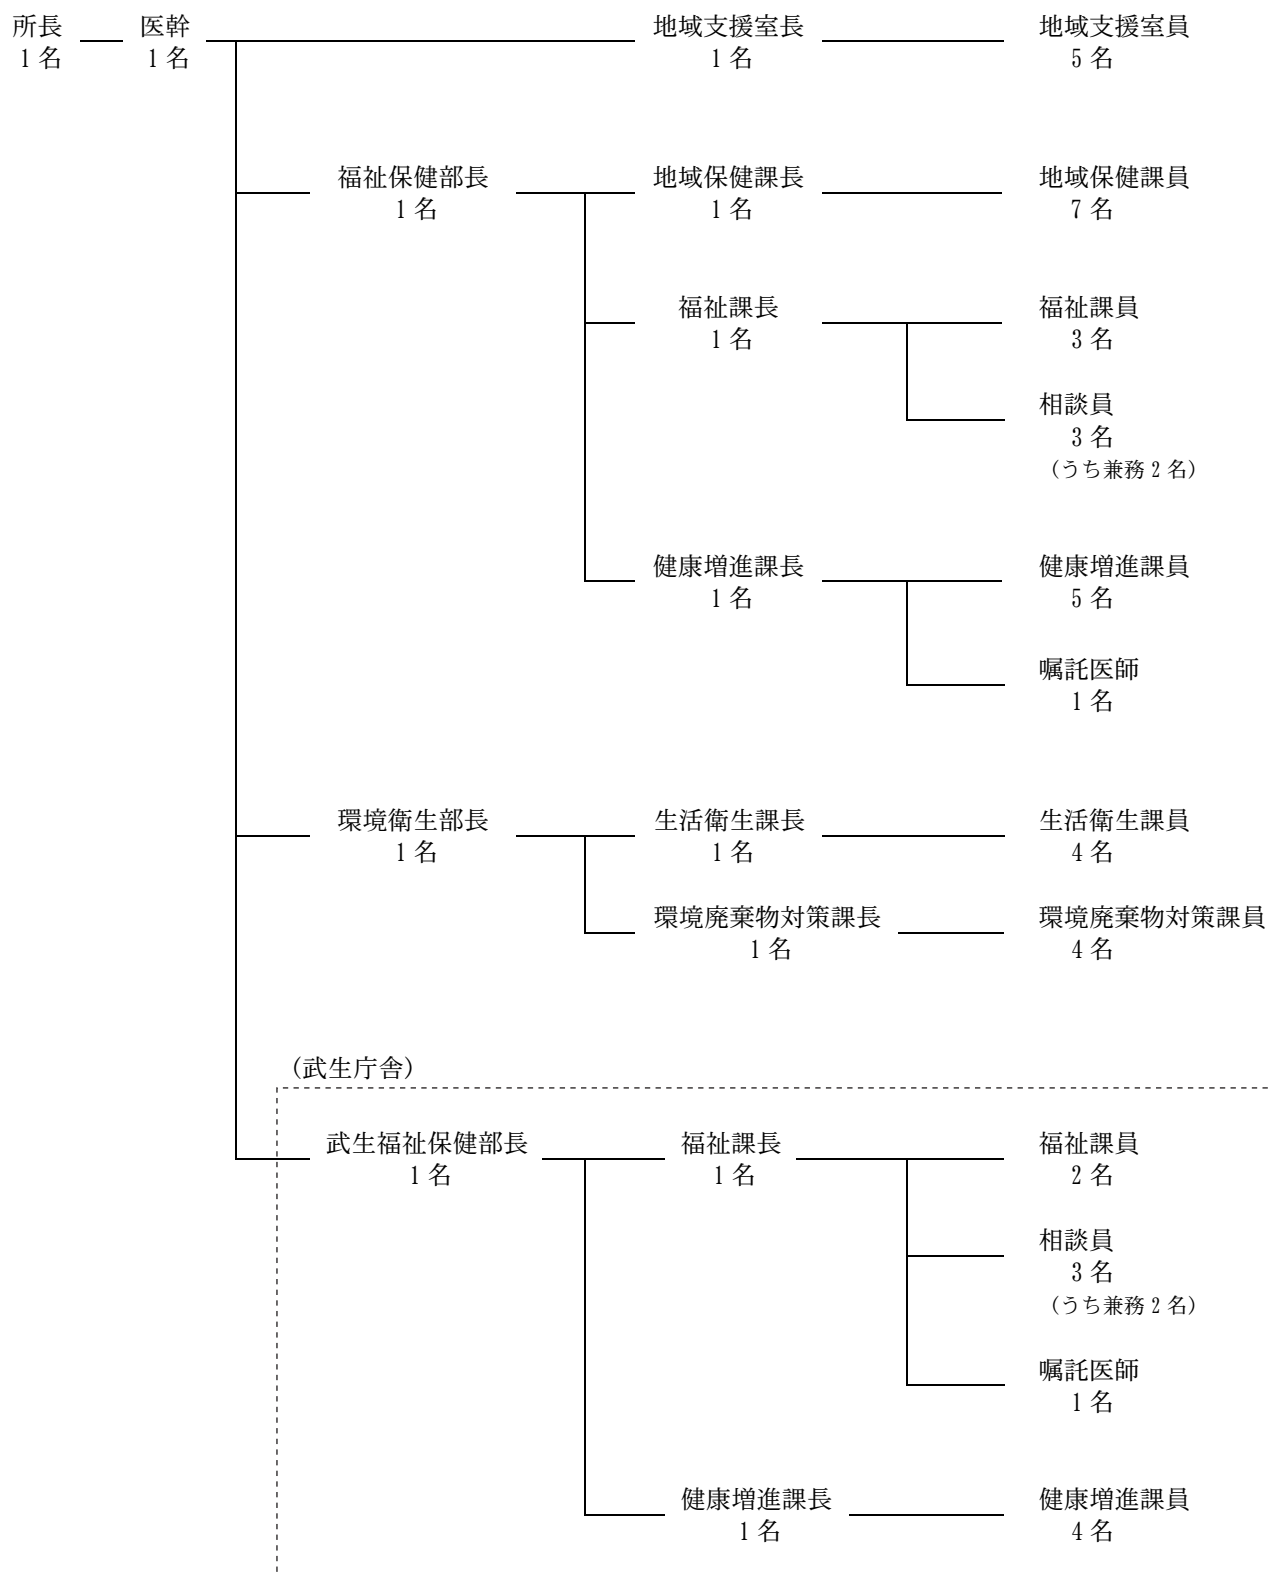 所長 医幹 地域支援室長 地域支援室員
1名 1名 1名 5名
福祉保健部長 地域保健課長 地域保健課員
1名 1名 7名
福祉課長 福祉課員
1名 3名
相談員
3名
(うち兼務2名)
健康増進課長 健康増進課員
1名 5名
嘱託医師
1名
環境衛生部長 生活衛生課長 生活衛生課員
1名 1名 4名
環境廃棄物対策課長 環境廃棄物対策課員
1名 4名
(武生庁舎)
武生福祉保健部長 福祉課長 福祉課員
1名 1名 2名
相談員
3名
(うち兼務2名)
嘱託医師
1名
健康増進課長 健康増進課員
1名 4名